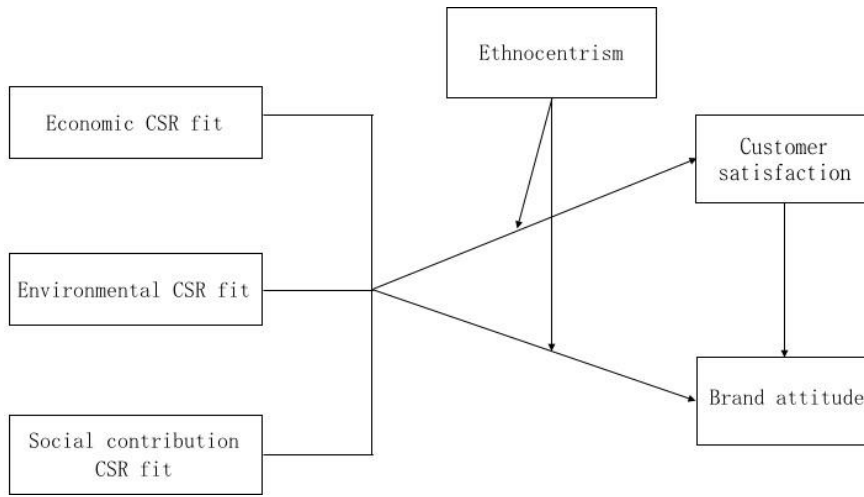 Ethnocentrism
Economic CSR fit
Customer
satisfaction
Environmental CSR fit
Brand attitude
Social contribution
CSR fit